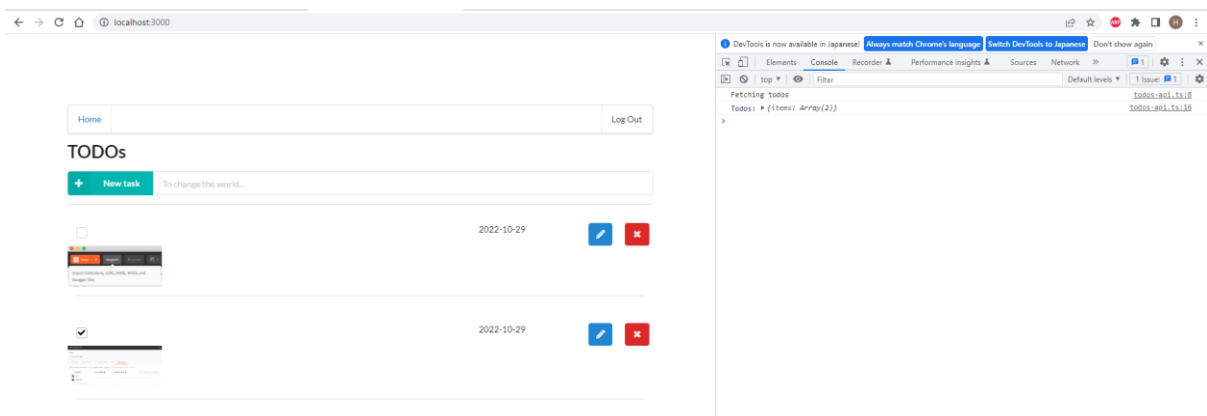 localhost:3000
H
DevTools is now available in Japanese! Always match Chrome's language Switch DevTools to Japanese Don't show again
Elements Console Recorder Performance insights Sources Network » 1
top ▼ Filter Default levels ▼ 1 Issue: 1
Fetching todos todos-api.ts:8
Todos: ▶ {items: Array(2)} todos-api.ts:16
>
Home Log Out
TODOs
New task To change the world...
2022-10-29
Import
2022-10-29